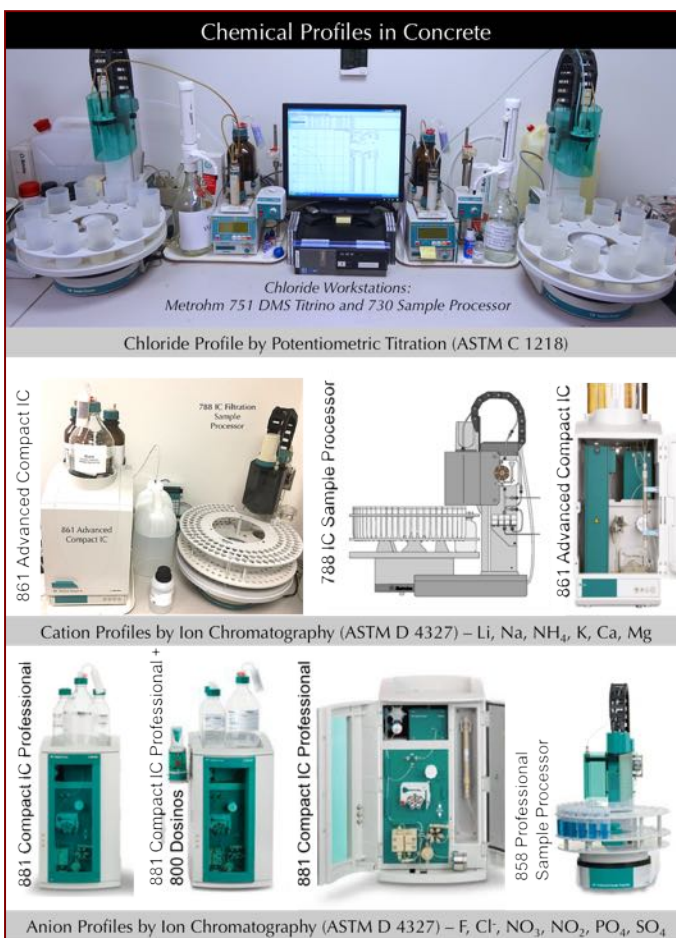 Chemical Profiles in Concrete
Chloride Workstations:
Metrohm 751 DMS Titrino and 730 Sample Processor
Chloride Profile by Potentiometric Titration (ASTM C 1218)
861 Advanced Compact IC
788 IC Filtration
Sample
Processor
861 Advanced
Compact IC
788 IC Sample Processor
861 Advanced Compact IC
Cation Profiles by Ion Chromatography (ASTM D 4327) – Li, Na, NH₄, K, Ca, Mg
881 Compact IC Professional
881 Compact IC Professional +
800 Dosinos
881 Compact IC Professional
858 Professional
Sample Processor
Anion Profiles by Ion Chromatography (ASTM D 4327) – F, Cl⁻, NO₃, NO₂, PO₄, SO₄